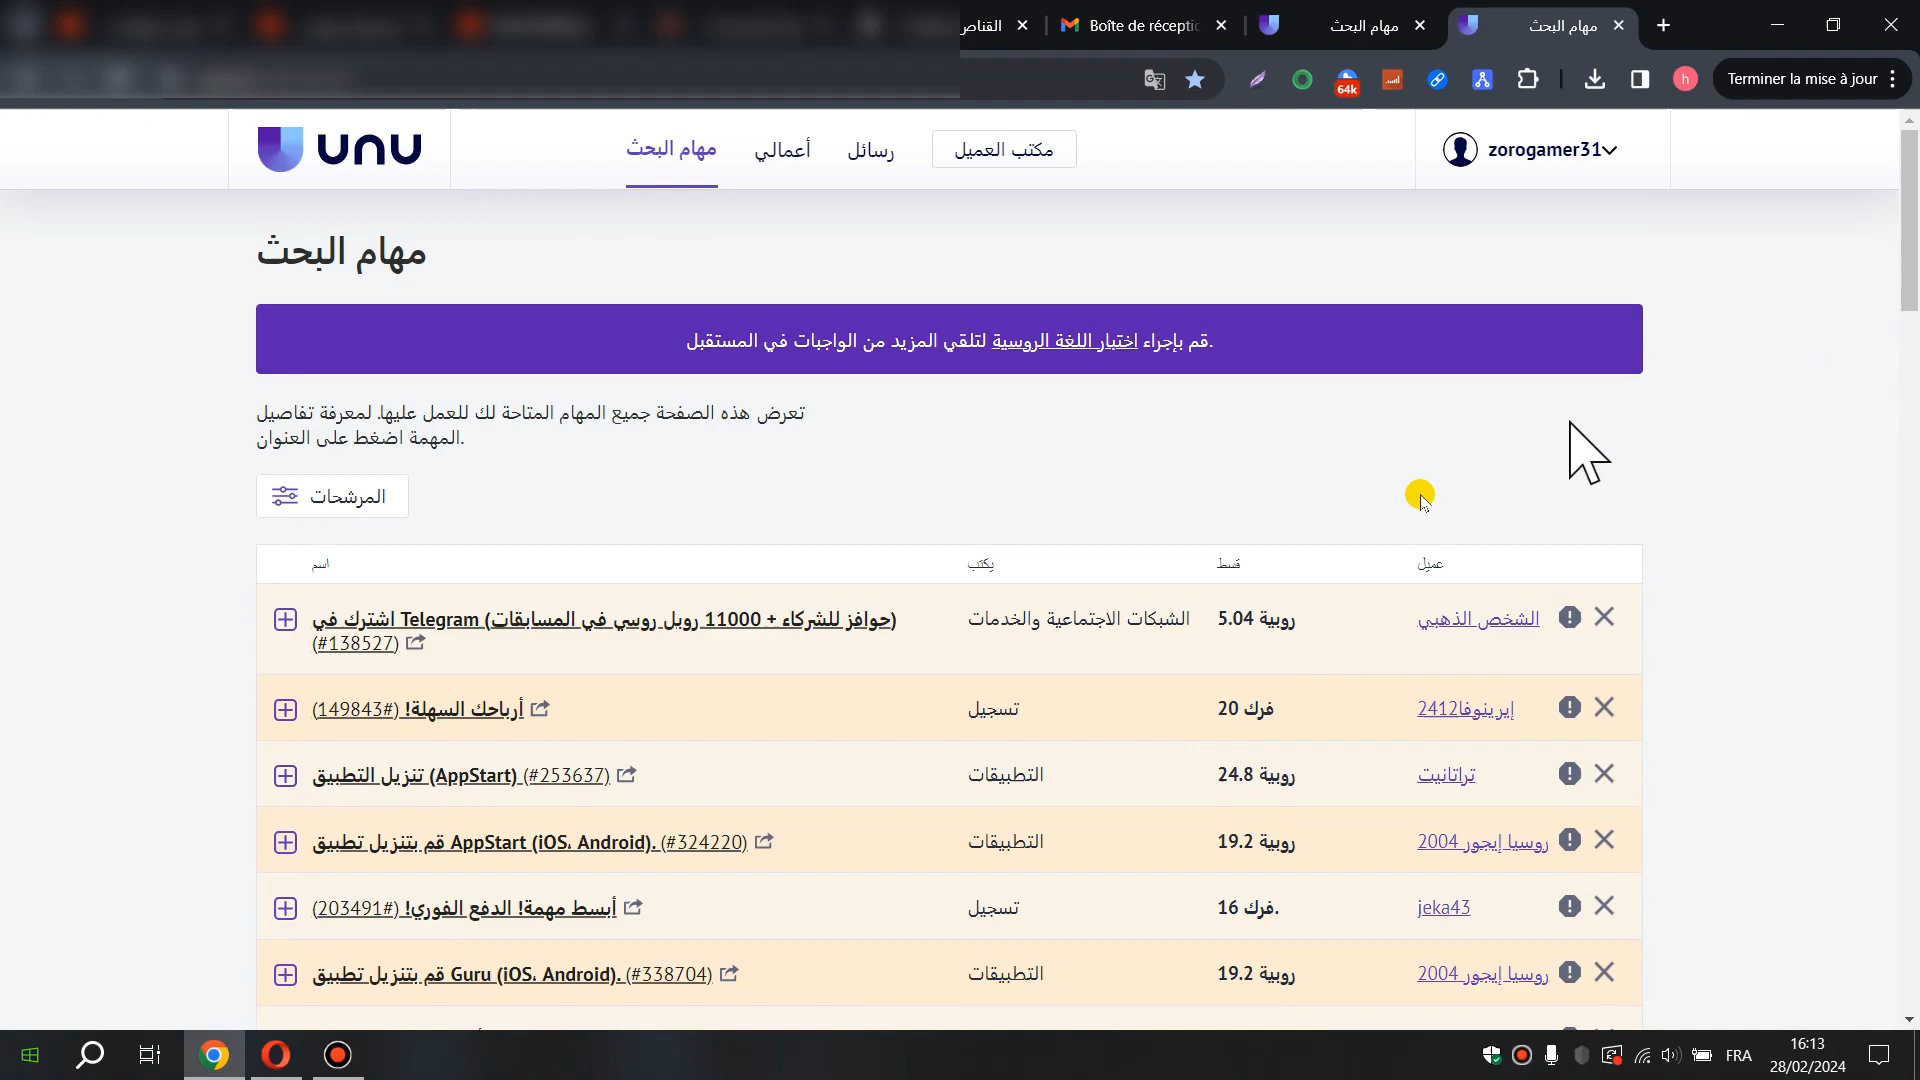 القناص
Boîte de réceptic
مهام البحث
مهام البحث
64k
h
Terminer la mise à jour
unu
مهام البحث
أعمالي
رسائل
مكتب العميل
zorogamer31
مهام البحث
قم بإجراء اختبار اللغة الروسية لتلقي المزيد من الواجبات في المستقبل.
تعرض هذه الصفحة جميع المهام المتاحة لك للعمل عليها. لمعرفة تفاصيل
المهمة اضغط على العنوان.
المرشحات
اسم يكتب قسط عميل
اشترك في Telegram (حوافز للشركاء + 11000 روبل روسي في المسابقات) الشبكات الاجتماعية والخدمات 5.04 روبية الشخص الذهبي
(#138527)
أرباحك السهلة! (#149843) تسجيل 20 فرك إيرينوفا2412
تنزيل التطبيق (AppStart) (#253637) التطبيقات 24.8 روبية تراتانيت
قم بتنزيل تطبيق AppStart (iOS، Android). (#324220) التطبيقات 19.2 روبية روسيا إيجور 2004
أبسط مهمة! الدفع الفوري! (#203491) تسجيل 16 فرك. jeka43
قم بتنزيل تطبيق Guru (iOS، Android). (#338704) التطبيقات 19.2 روبية روسيا إيجور 2004
FRA
16:13
28/02/2024